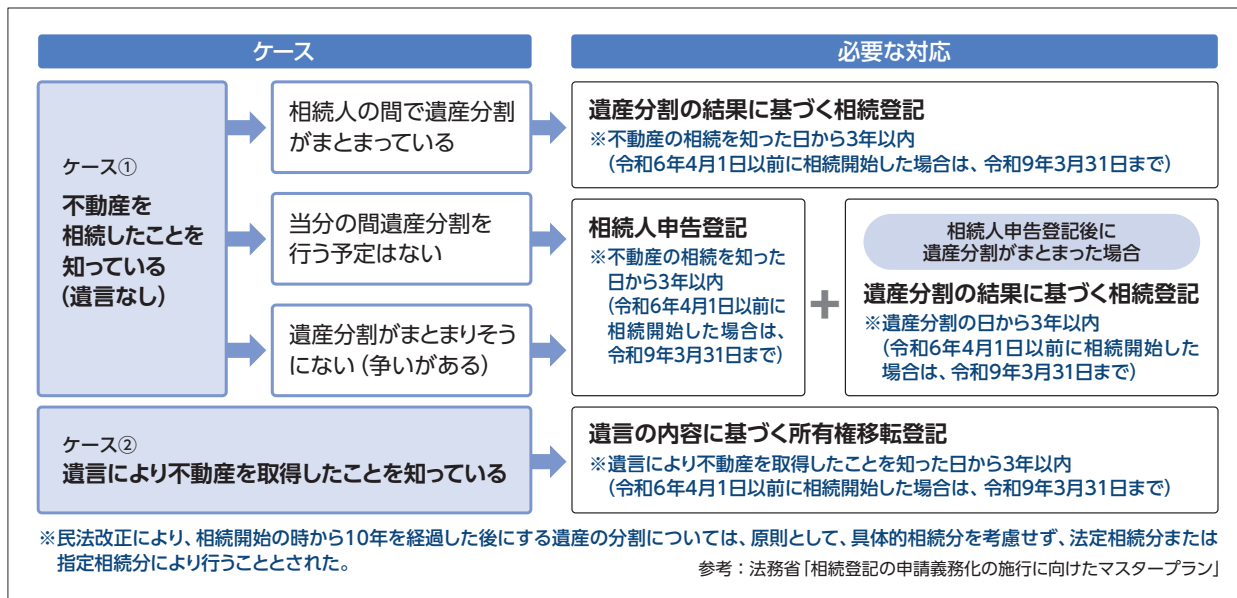 ケース
必要な対応
ケース①
不動産を
相続したことを
知っている
(遺言なし)
相続人の間で遺産分割
がまとまっている
遺産分割の結果に基づく相続登記
※不動産の相続を知った日から3年以内
(令和6年4月1日以前に相続開始した場合は、令和9年3月31日まで)
当分の間遺産分割を
行う予定はない
遺産分割がまとまりそう
にない(争いがある)
相続人申告登記
※不動産の相続を知った
日から3年以内
(令和6年4月1日以前に
相続開始した場合は、
令和9年3月31日まで)
+
相続人申告登記後に
遺産分割がまとまった場合
遺産分割の結果に基づく相続登記
※遺産分割の日から3年以内
(令和6年4月1日以前に相続開始した
場合は、令和9年3月31日まで)
ケース②
遺言により不動産を取得したことを知っている
遺言の内容に基づく所有権移転登記
※遺言により不動産を取得したことを知った日から3年以内
(令和6年4月1日以前に相続開始した場合は、令和9年3月31日まで)
※民法改正により、相続開始の時から10年を経過した後にする遺産の分割については、原則として、具体的相続分を考慮せず、法定相続分または
指定相続分により行うこととされた。
参考:法務省「相続登記の申請義務化の施行に向けたマスタープラン」